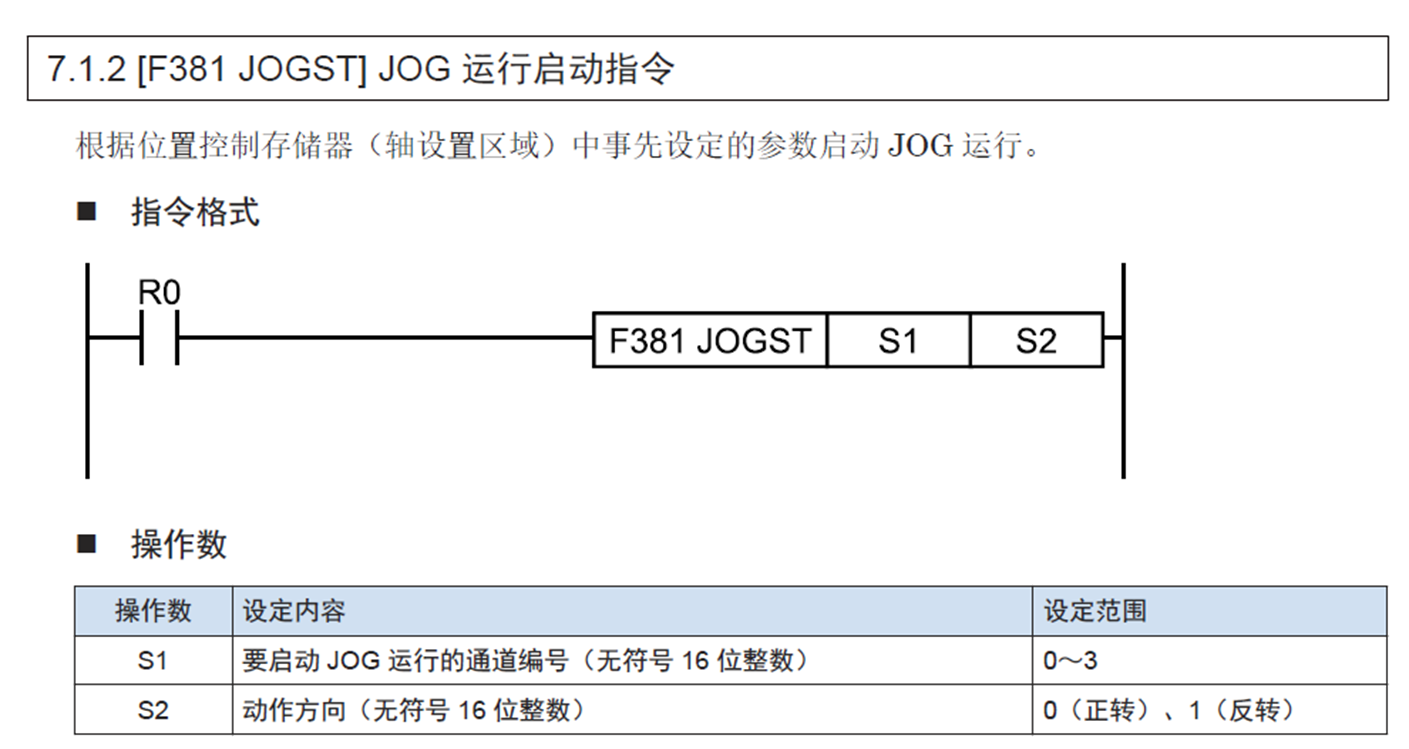 7.1.2 [F381 JOGST] JOG 运行启动指令
根据位置控制存储器（轴设置区域）中事先设定的参数启动 JOG 运行。
■ 指令格式
R0
F381 JOGST S1 S2
■ 操作数
操作数 设定内容 设定范围
S1 要启动 JOG 运行的通道编号（无符号 16 位整数） 0～3
S2 动作方向（无符号 16 位整数） 0（正转）、1（反转）